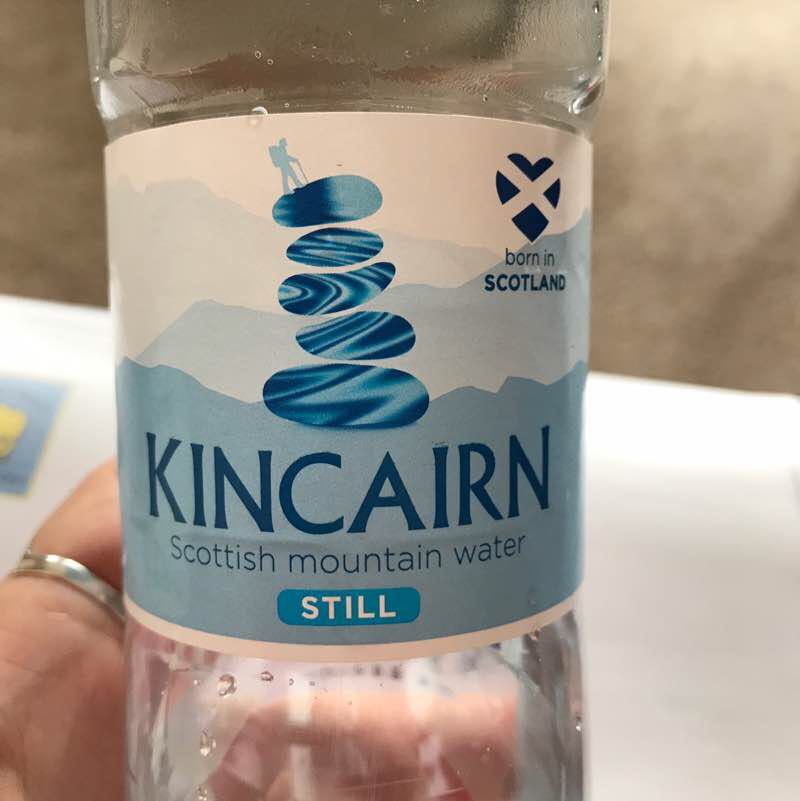 born in
SCOTLAND
KINCAIRN
Scottish mountain water
STILL